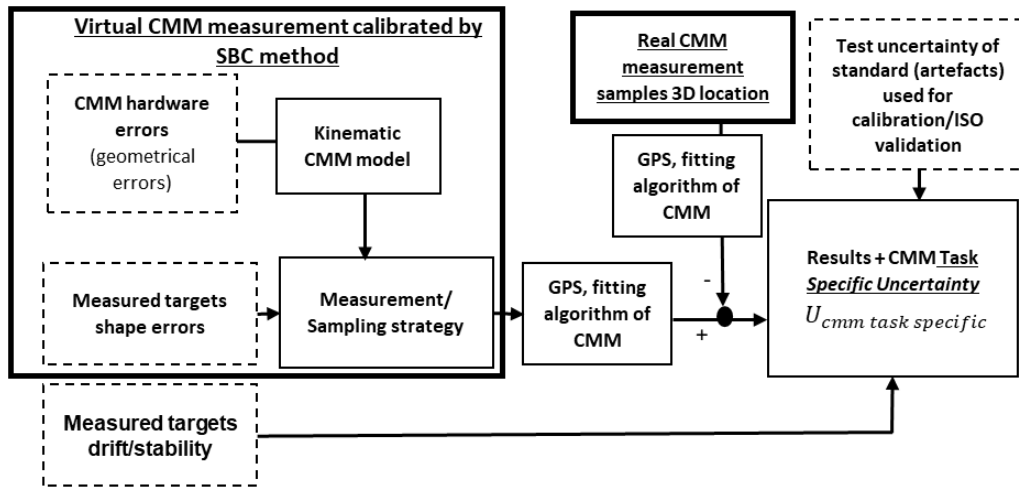 Virtual CMM measurement calibrated by
SBC method
CMM hardware
errors
(geometrical
errors)
Kinematic
CMM model
Measured targets
shape errors
Measurement/
Sampling strategy
Measured targets
drift/stability
GPS, fitting
algorithm of
CMM
Real CMM
measurement
samples 3D location
GPS, fitting
algorithm of
CMM
-
+
Test uncertainty of
standard (artefacts)
used for
calibration/ISO
validation
Results + CMM Task
Specific Uncertainty
U_cmm task specific